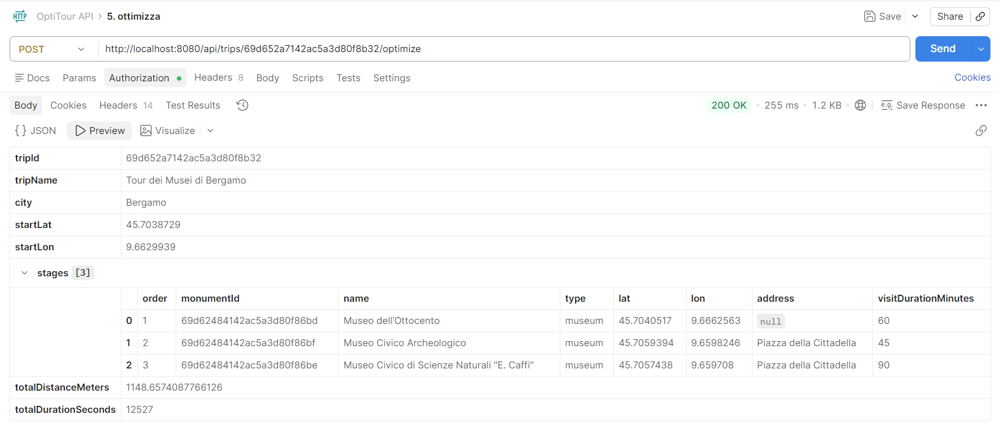 HTTP OptiTour API > 5. ottimizza Save Share
POST http://localhost:8080/api/trips/69d652a7142ac5a3d80f8b32/optimize Send
Docs Params Authorization Headers 8 Body Scripts Tests Settings Cookies
Body Cookies Headers 14 Test Results 200 OK 255 ms 1.2 KB e.g. Save Response
{} JSON Preview Visualize
tripId 69d652a7142ac5a3d80f8b32
tripName Tour dei Musei di Bergamo
city Bergamo
startLat 45.7038729
startLon 9.6629939
stages [3]
order monumentId name type lat lon address visitDurationMinutes
0 1 69d62484142ac5a3d80f86bd Museo dell’Ottocento museum 45.7040517 9.6662563 null 60
1 2 69d62484142ac5a3d80f86bf Museo Civico Archeologico museum 45.7059394 9.6598246 Piazza della Cittadella 45
2 3 69d62484142ac5a3d80f86be Museo Civico di Scienze Naturali "E. Caffi" museum 45.7057438 9.659708 Piazza della Cittadella 90
totalDistanceMeters 1148.6574087766126
totalDurationSeconds 12527